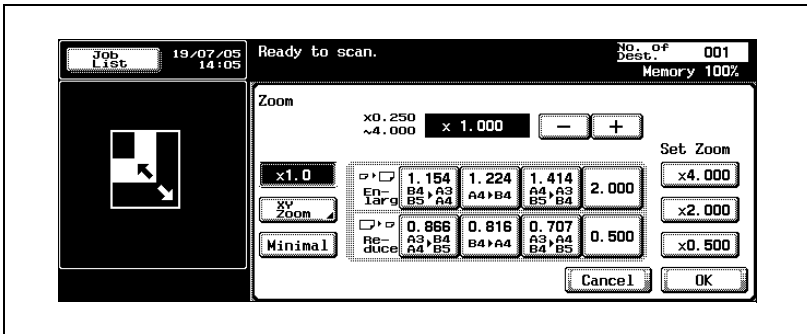 Job
List
19/07/05
14:05
Ready to scan.
No. of
Dest.
001
Memory 100%
Zoom
x0.250
~4.000
x 1.000
− +
Set Zoom
x1.0
XY
Zoom
Minimal
En-
larg
1.154
B4▸A3
B5▸A4
1.224
A4▸B4
1.414
A4▸A3
B5▸B4
2.000
Re-
duce
0.866
A3▸B4
A4▸B5
0.816
B4▸A4
0.707
A3▸A4
B4▸B5
0.500
x4.000
x2.000
x0.500
Cancel
OK